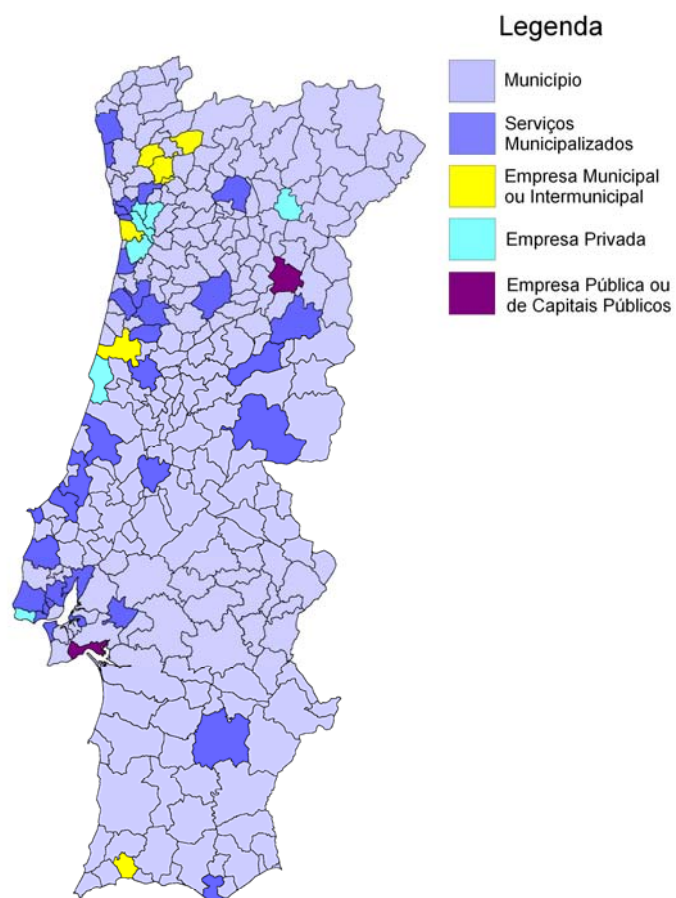 Legenda
Município
Serviços
Municipalizados
Empresa Municipal
ou Intermunicipal
Empresa Privada
Empresa Pública ou
de Capitais Públicos